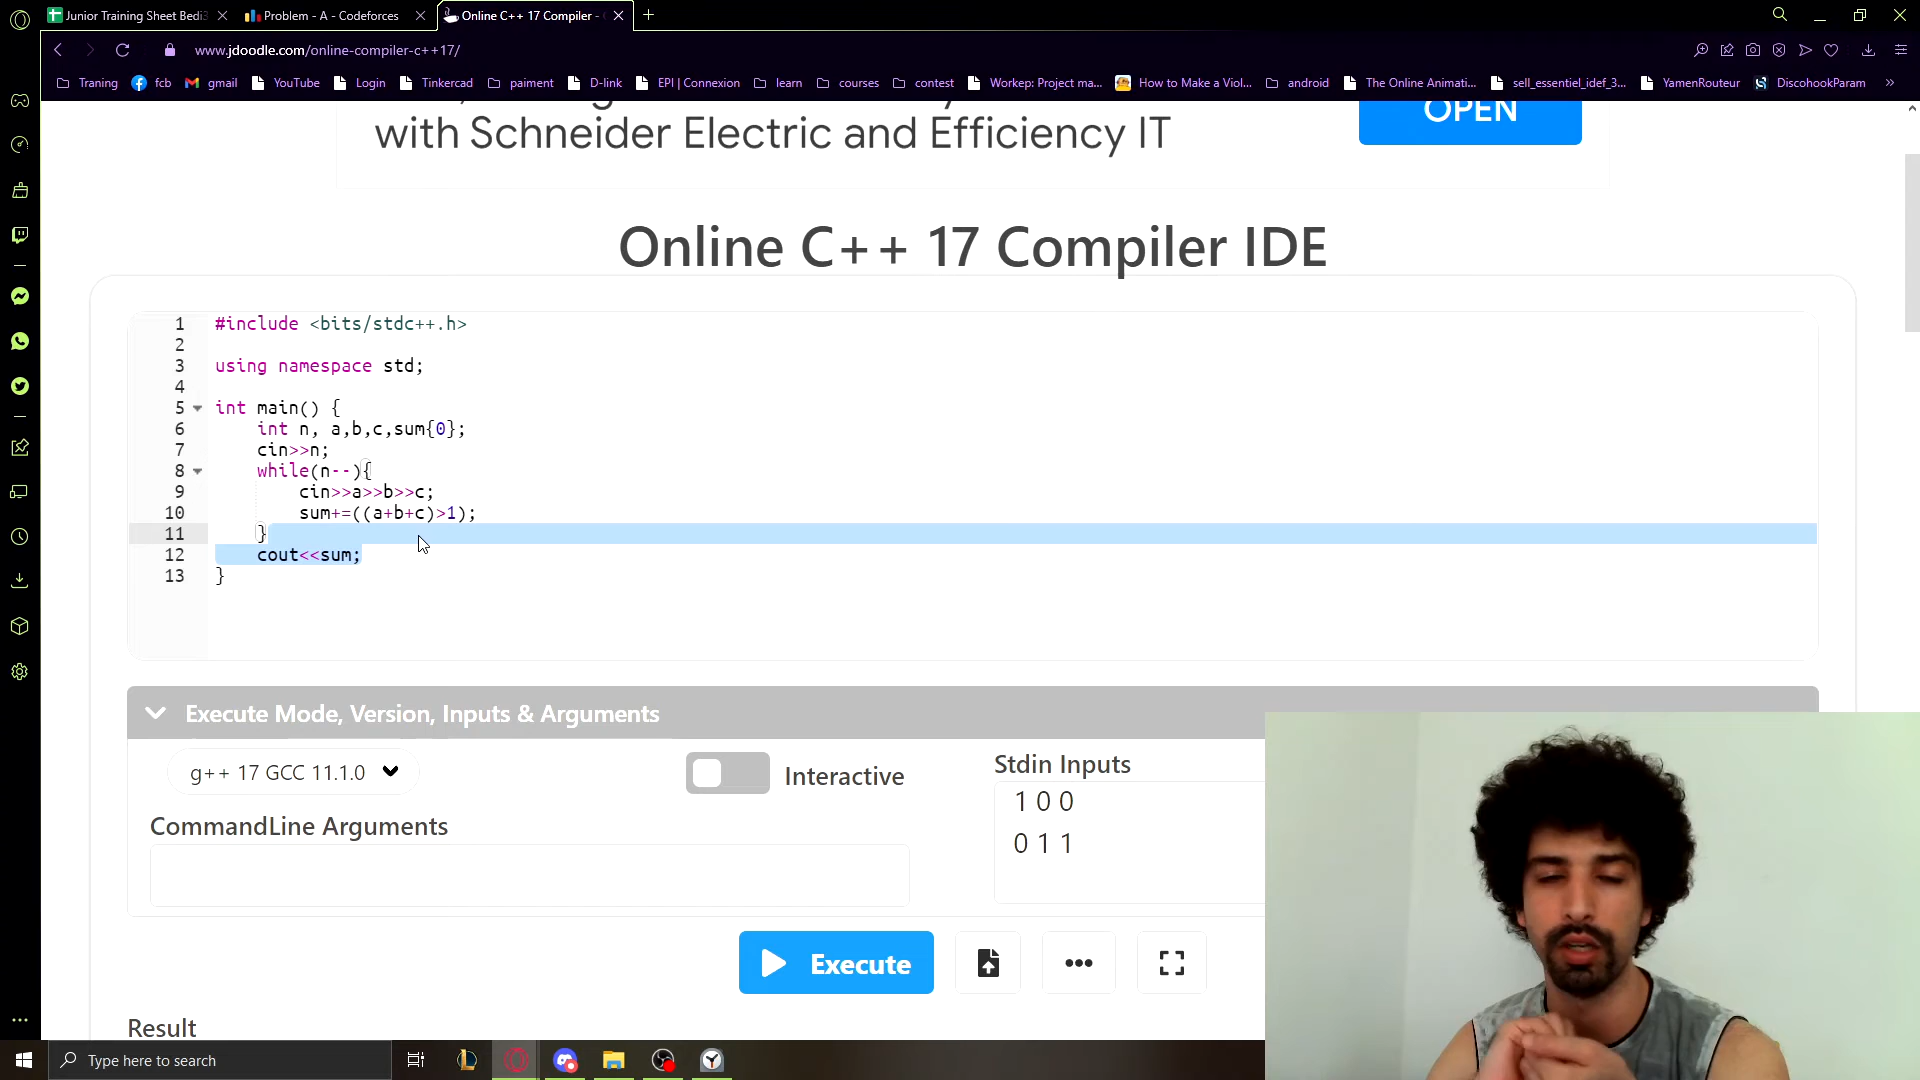 Junior Training Sheet Bedi
Problem - A - Codeforces
Online C++ 17 Compiler -
www.jdoodle.com/online-compiler-c++17/
Traning
fcb
gmail
YouTube
Login
Tinkercad
paiment
D-link
EPI | Connexion
learn
courses
contest
Workep: Project ma...
How to Make a Viol...
android
The Online Animati...
sell_essentiel_idef_3...
YamenRouteur
DiscohookParam
»
with Schneider Electric and Efficiency IT
OPEN
Online C++ 17 Compiler IDE
1 #include <bits/stdc++.h>
2
3 using namespace std;
4
5 int main() {
6 int n, a,b,c,sum{0};
7 cin>>n;
8 while(n--){
9 cin>>a>>b>>c;
10 sum+=((a+b+c)>1);
11 }
12 cout<<sum;
13 }
Execute Mode, Version, Inputs & Arguments
g++ 17 GCC 11.1.0
Interactive
Stdin Inputs
1 0 0
0 1 1
CommandLine Arguments
Execute
Result
Type here to search